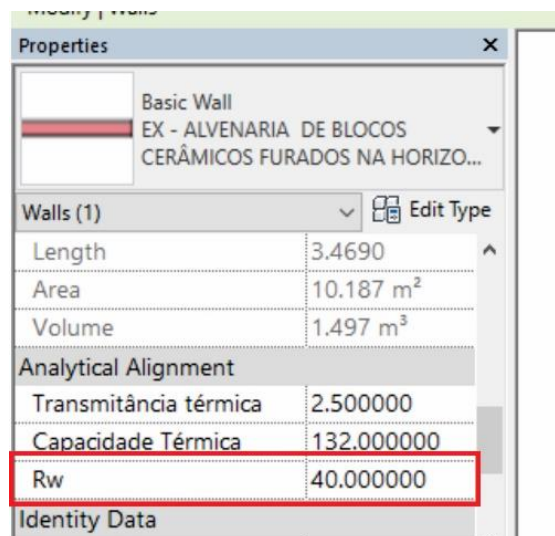 Modify | Walls
Properties
Basic Wall
EX - ALVENARIA DE BLOCOS
CERÂMICOS FURADOS NA HORIZO...
Walls (1) Edit Type
Length 3.4690
Area 10.187 m²
Volume 1.497 m³
Analytical Alignment
Transmitância térmica 2.500000
Capacidade Térmica 132.000000
Rw 40.000000
Identity Data